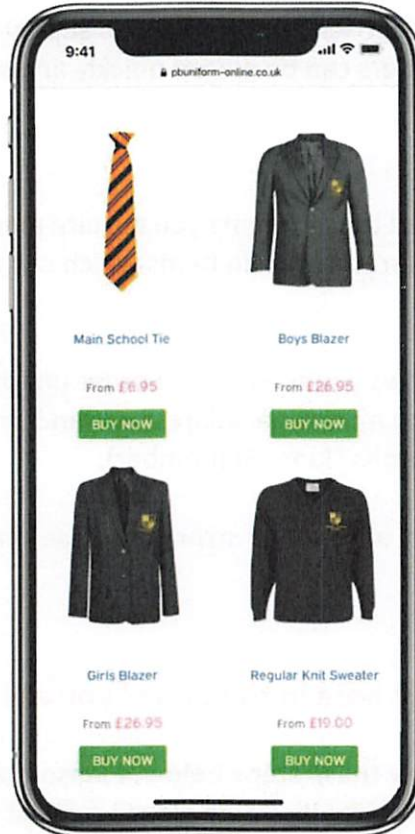 9:41
pbuniform-online.co.uk
Main School Tie
Boys Blazer
From £6.95
From £26.95
BUY NOW
BUY NOW
Girls Blazer
Regular Knit Sweater
From £26.95
From £19.00
BUY NOW
BUY NOW